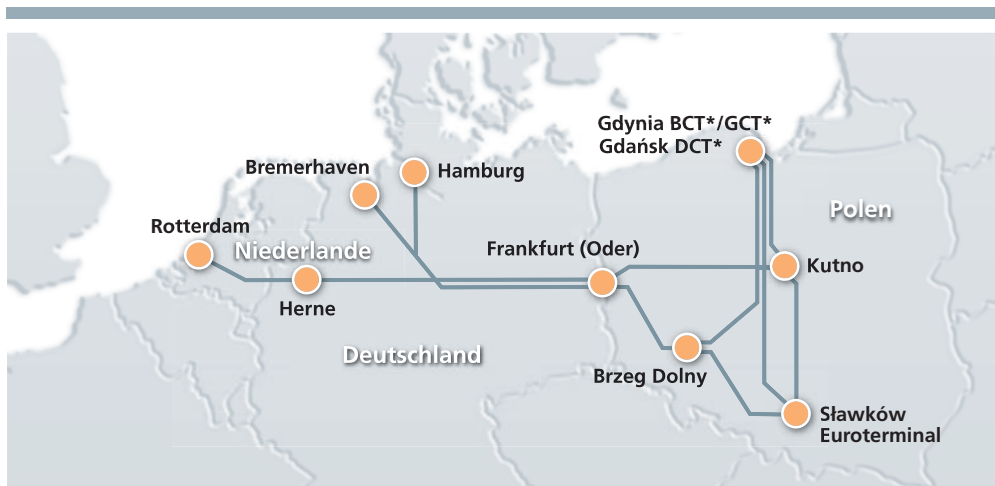 Gdynia BCT*/GCT*
Gdańsk DCT*
Bremerhaven
Hamburg
Polen
Rotterdam
Niederlande
Frankfurt (Oder)
Kutno
Herne
Deutschland
Brzeg Dolny
Sławków
Euroterminal